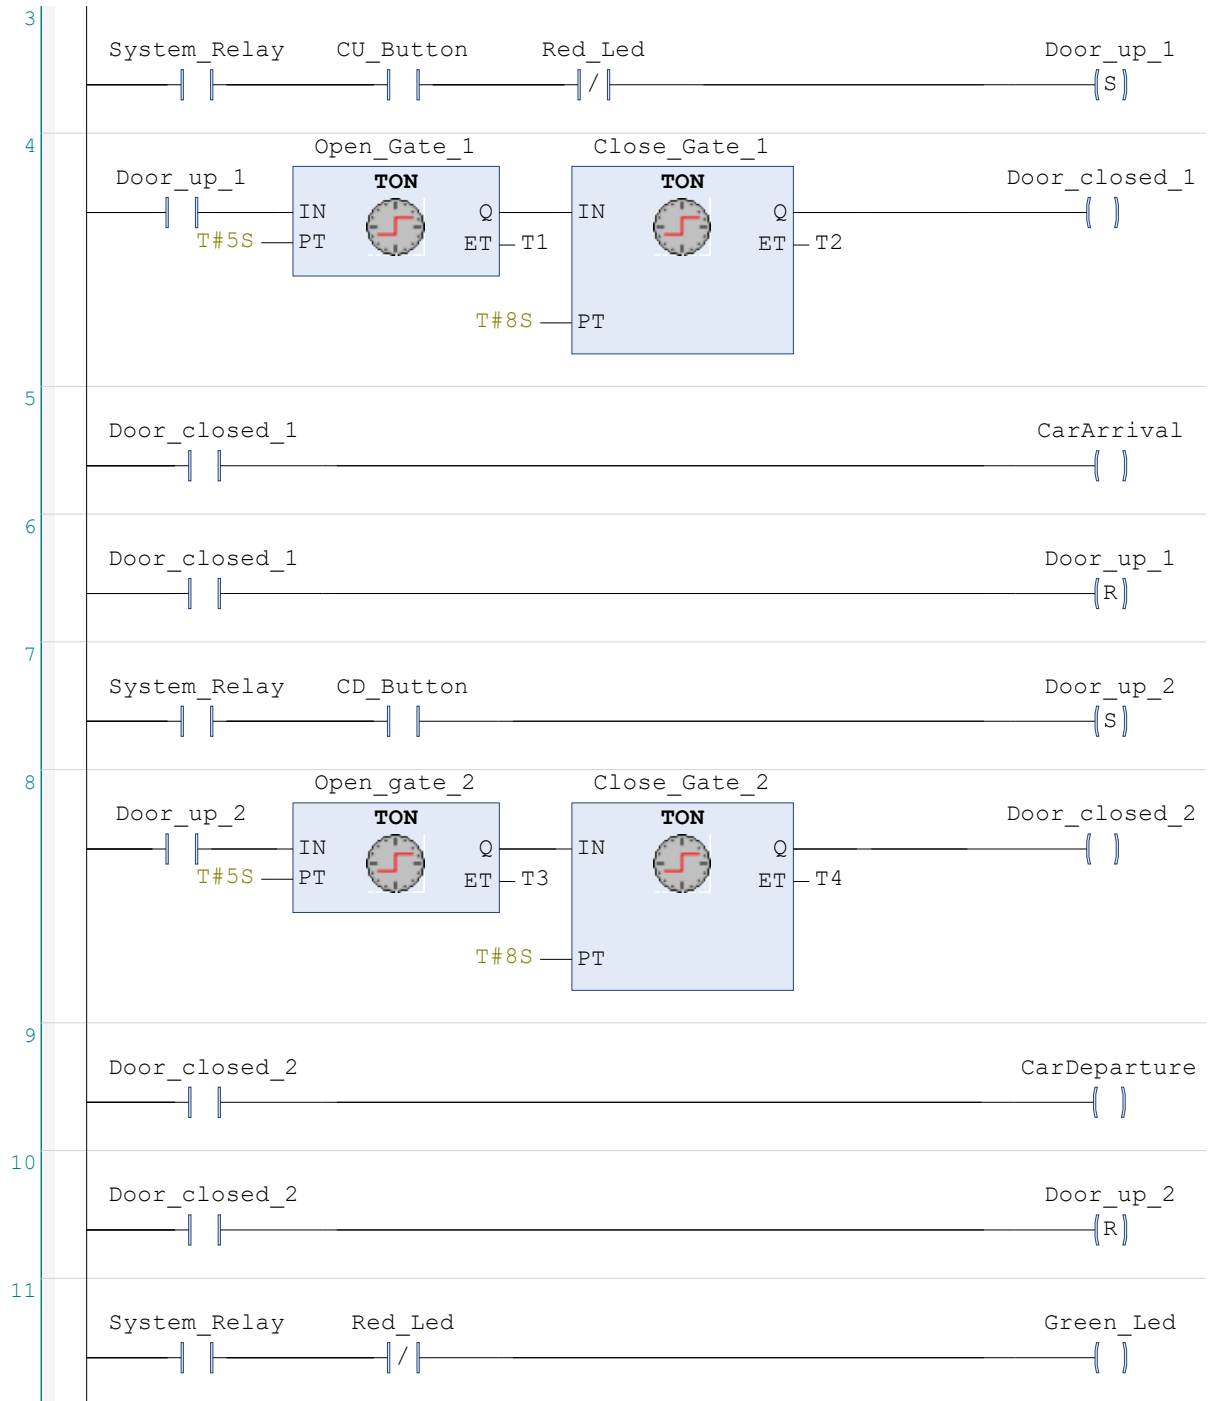 3
System_Relay CU_Button Red_Led Door_up_1
/ S
4
Open_Gate_1 Close_Gate_1
Door_up_1 TON TON Door_closed_1
IN Q IN Q
T#5S PT ET T1 ET T2
T#8S PT
5
Door_closed_1 CarArrival
6
Door_closed_1 Door_up_1
R
7
System_Relay CD_Button Door_up_2
S
8
Open_gate_2 Close_Gate_2
Door_up_2 TON TON Door_closed_2
IN Q IN Q
T#5S PT ET T3 ET T4
T#8S PT
9
Door_closed_2 CarDeparture
10
Door_closed_2 Door_up_2
R
11
System_Relay Red_Led Green_Led
/